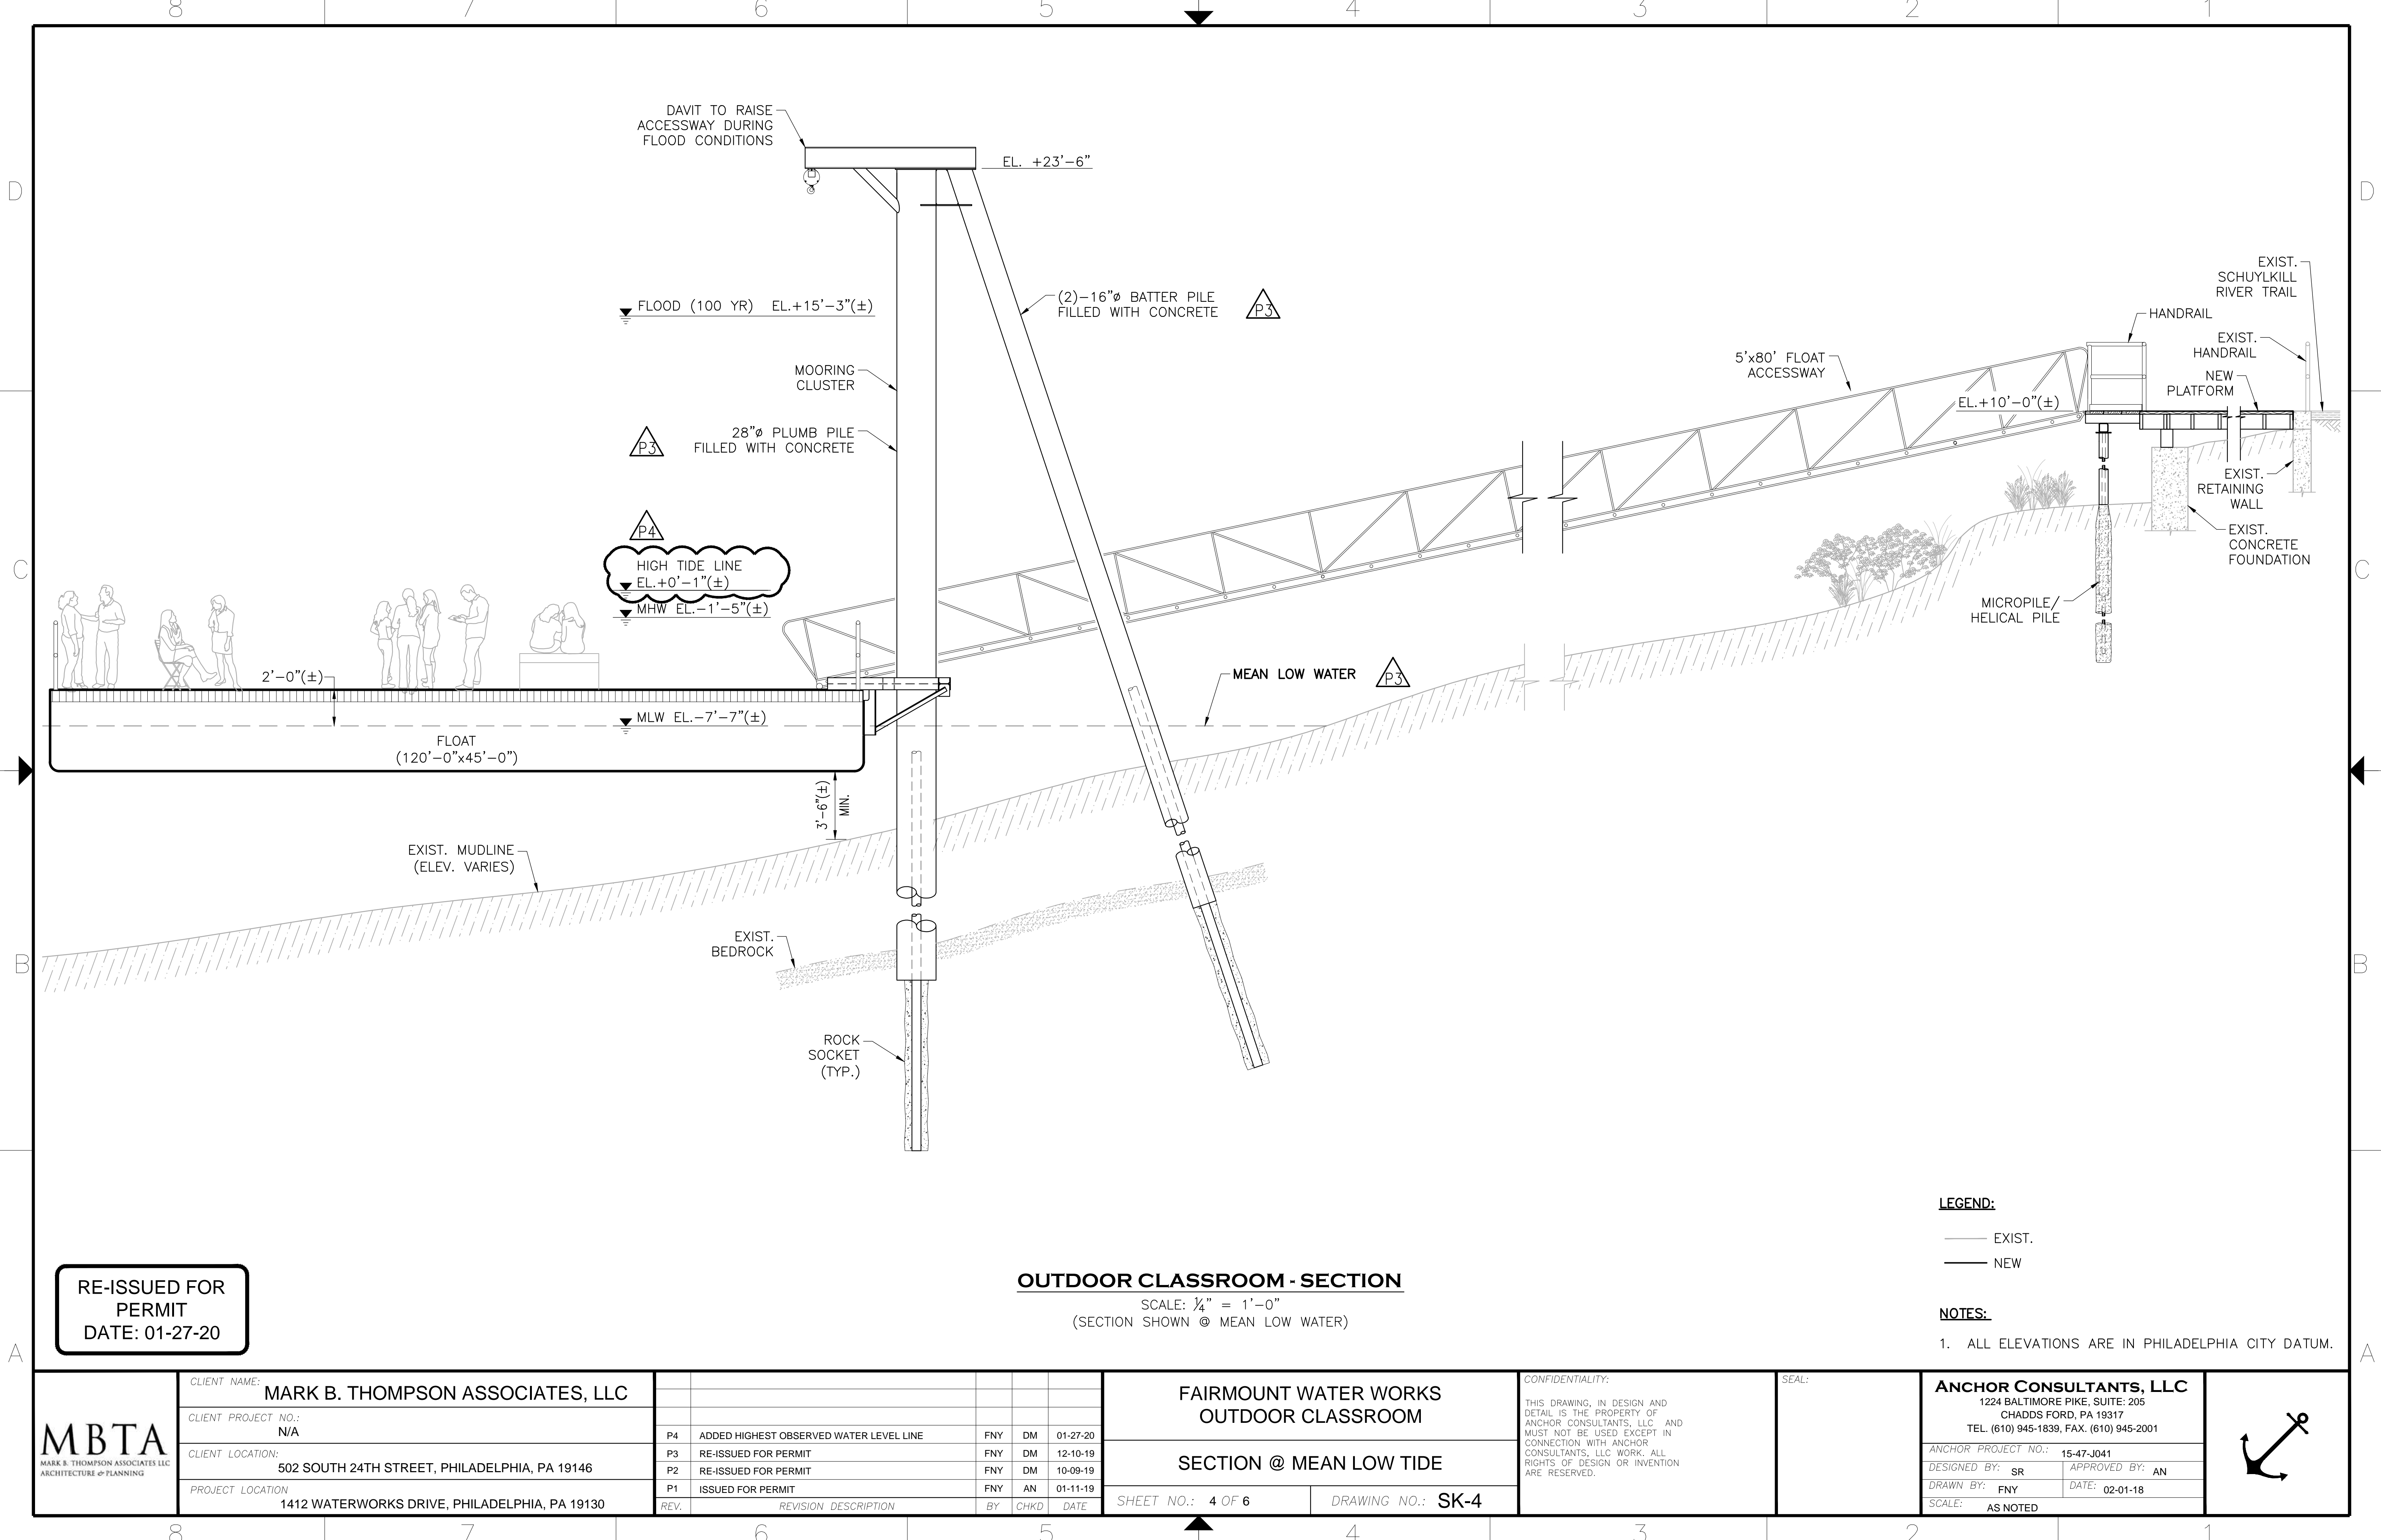 8 7 6 5 4 3 2 1
D
D
C
C
B
B
A
A
DAVIT TO RAISE
ACCESSWAY DURING
FLOOD CONDITIONS
EL. +23'-6"
FLOOD (100 YR) EL.+15'-3"(±)
(2)-16"ø BATTER PILE
FILLED WITH CONCRETE
P3
MOORING
CLUSTER
28"ø PLUMB PILE
FILLED WITH CONCRETE
P3
P4
HIGH TIDE LINE
EL.+0'-1"(±)
MHW EL.-1'-5"(±)
2'-0"(±)
MLW EL.-7'-7"(±)
FLOAT
(120'-0"x45'-0")
3'-6"(±)
MIN.
MEAN LOW WATER
P3
5'x80' FLOAT
ACCESSWAY
EL.+10'-0"(±)
EXIST.
SCHUYLKILL
RIVER TRAIL
HANDRAIL
EXIST.
HANDRAIL
NEW
PLATFORM
EXIST.
RETAINING
WALL
EXIST.
CONCRETE
FOUNDATION
MICROPILE/
HELICAL PILE
EXIST. MUDLINE
(ELEV. VARIES)
EXIST.
BEDROCK
ROCK
SOCKET
(TYP.)
LEGEND:
EXIST.
NEW
NOTES:
1. ALL ELEVATIONS ARE IN PHILADELPHIA CITY DATUM.
OUTDOOR CLASSROOM - SECTION
SCALE: ¼" = 1'-0"
(SECTION SHOWN @ MEAN LOW WATER)
RE-ISSUED FOR
PERMIT
DATE: 01-27-20
MBTA
MARK B. THOMPSON ASSOCIATES LLC
ARCHITECTURE & PLANNING
CLIENT NAME: MARK B. THOMPSON ASSOCIATES, LLC
CLIENT PROJECT NO.:
N/A
CLIENT LOCATION:
502 SOUTH 24TH STREET, PHILADELPHIA, PA 19146
PROJECT LOCATION
1412 WATERWORKS DRIVE, PHILADELPHIA, PA 19130
P4 ADDED HIGHEST OBSERVED WATER LEVEL LINE FNY DM 01-27-20
P3 RE-ISSUED FOR PERMIT FNY DM 12-10-19
P2 RE-ISSUED FOR PERMIT FNY DM 10-09-19
P1 ISSUED FOR PERMIT FNY AN 01-11-19
REV. REVISION DESCRIPTION BY CHKD DATE
FAIRMOUNT WATER WORKS
OUTDOOR CLASSROOM
SECTION @ MEAN LOW TIDE
SHEET NO.: 4 OF 6 DRAWING NO.: SK-4
CONFIDENTIALITY:
THIS DRAWING, IN DESIGN AND
DETAIL IS THE PROPERTY OF
ANCHOR CONSULTANTS, LLC AND
MUST NOT BE USED EXCEPT IN
CONNECTION WITH ANCHOR
CONSULTANTS, LLC WORK. ALL
RIGHTS OF DESIGN OR INVENTION
ARE RESERVED.
SEAL:
ANCHOR CONSULTANTS, LLC
1224 BALTIMORE PIKE, SUITE: 205
CHADDS FORD, PA 19317
TEL. (610) 945-1839, FAX. (610) 945-2001
ANCHOR PROJECT NO.: 15-47-J041
DESIGNED BY: SR APPROVED BY: AN
DRAWN BY: FNY DATE: 02-01-18
SCALE: AS NOTED
8 7 6 5 4 3 2 1